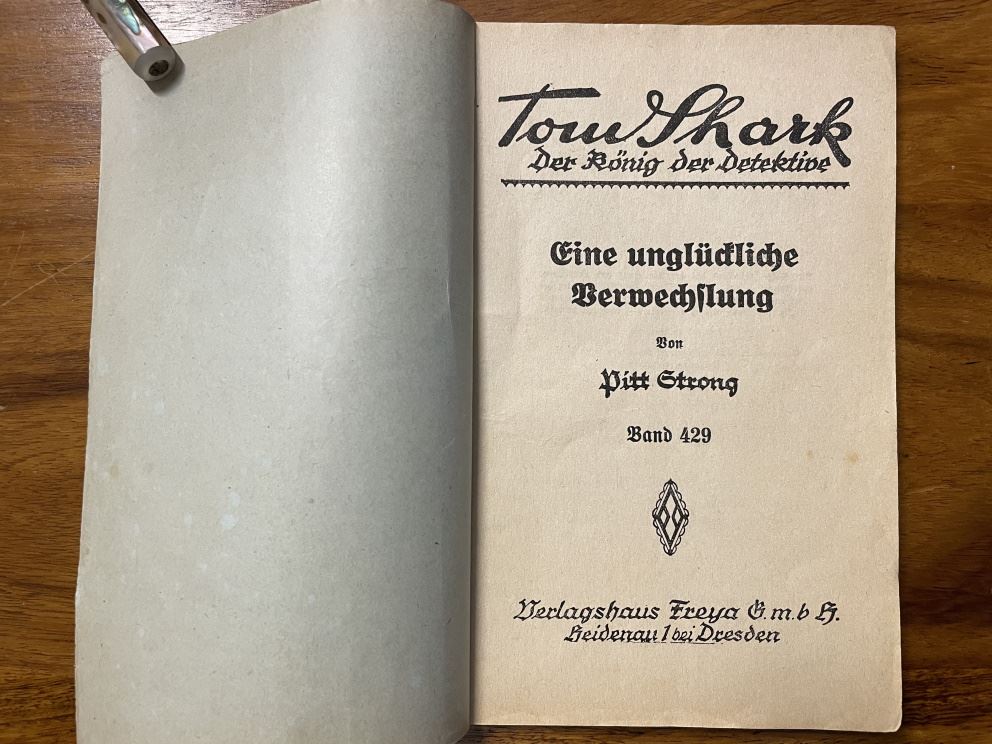 Tom Shark
Der König der Detektive
Eine unglückliche
Verwechſlung
Von
Pitt Strong
Band 429
Verlagshaus Freya G.m.b H.
Heidenau 1 bei Dresden